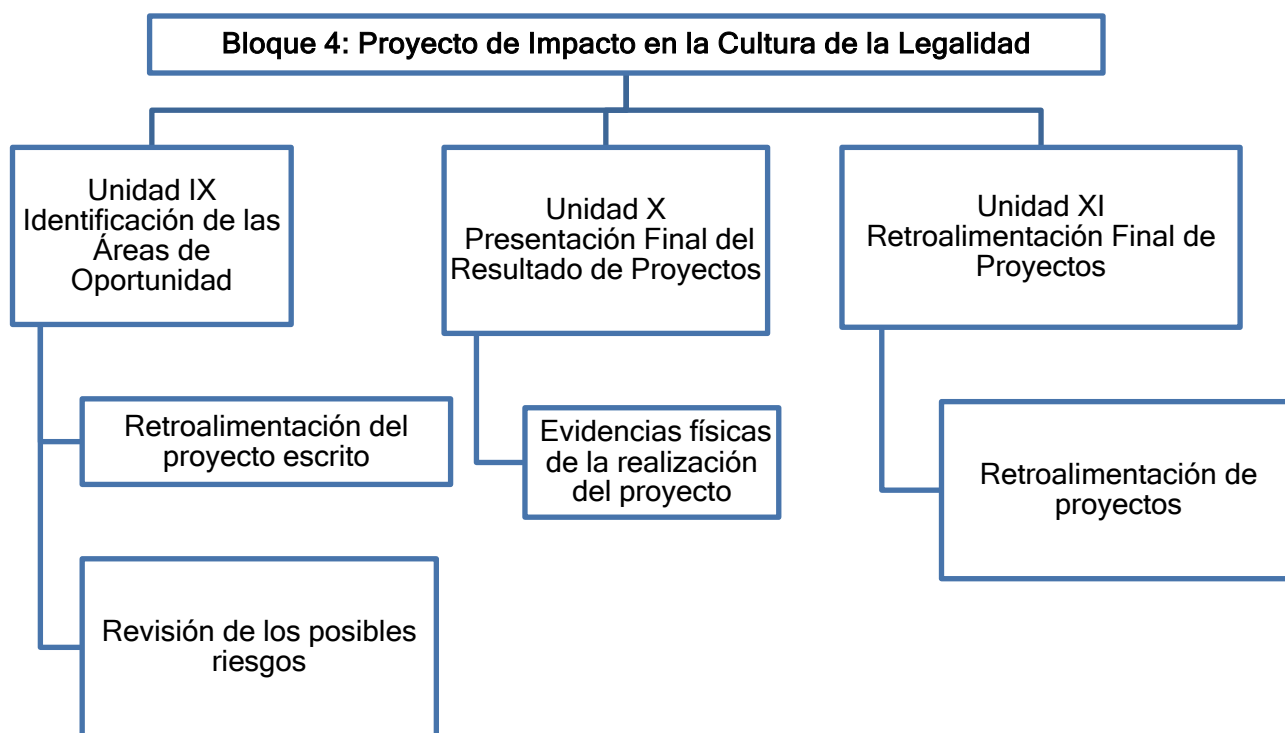 Bloque 4: Proyecto de Impacto en la Cultura de la Legalidad
Unidad IX
Identificación de las
Áreas de
Oportunidad
Retroalimentación del
proyecto escrito
Revisión de los posibles
riesgos
Unidad X
Presentación Final del
Resultado de Proyectos
Evidencias físicas
de la realización
del proyecto
Unidad XI
Retroalimentación Final de
Proyectos
Retroalimentación de
proyectos